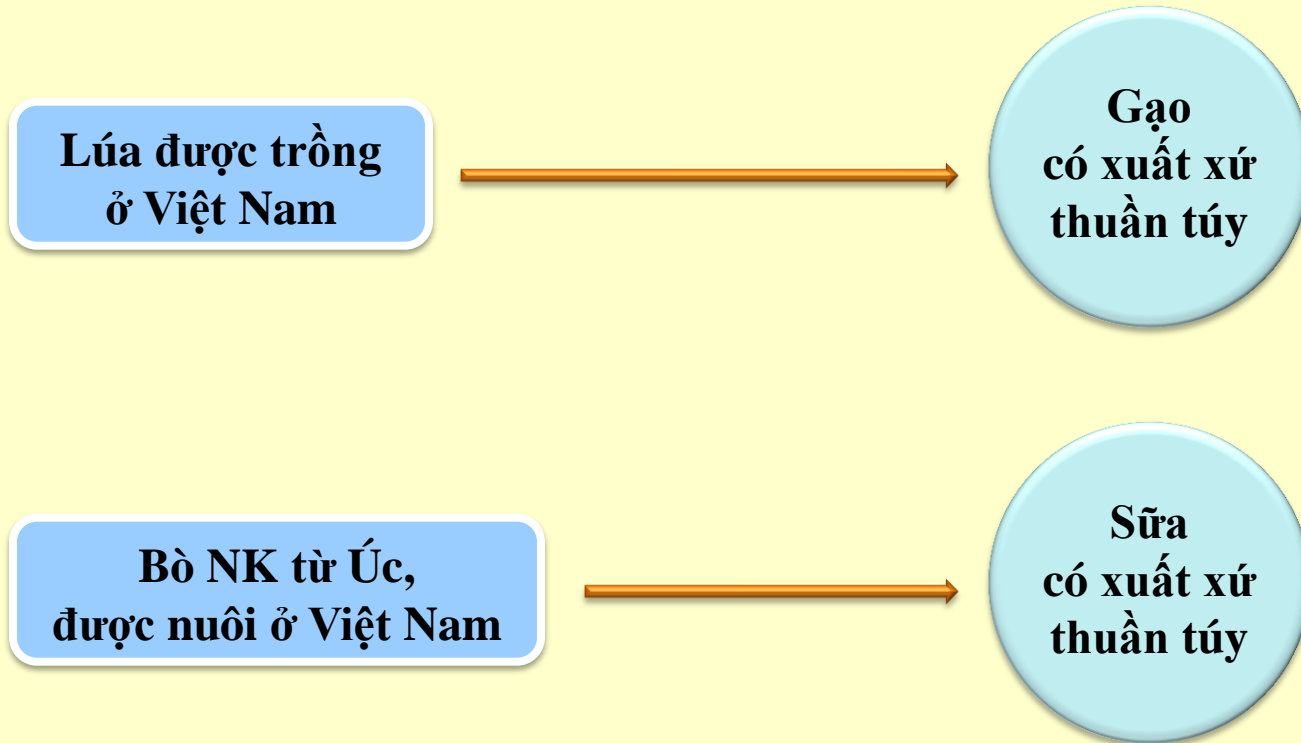 Lúa được trồng
ở Việt Nam
Gạo
có xuất xứ
thuần túy
Bò NK từ Úc,
được nuôi ở Việt Nam
Sữa
có xuất xứ
thuần túy